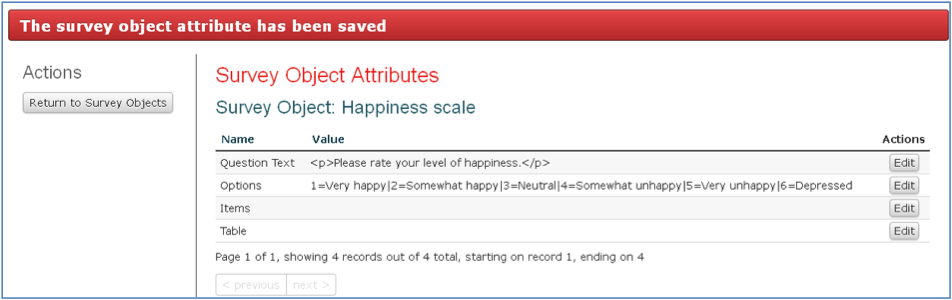 The survey object attribute has been saved
Actions
Return to Survey Objects
Survey Object Attributes
Survey Object: Happiness scale
Name Value Actions
Question Text <p>Please rate your level of happiness.</p> Edit
Options 1=Very happy|2=Somewhat happy|3=Neutral|4=Somewhat unhappy|5=Very unhappy|6=Depressed Edit
Items Edit
Table Edit
Page 1 of 1, showing 4 records out of 4 total, starting on record 1, ending on 4
< previous next >